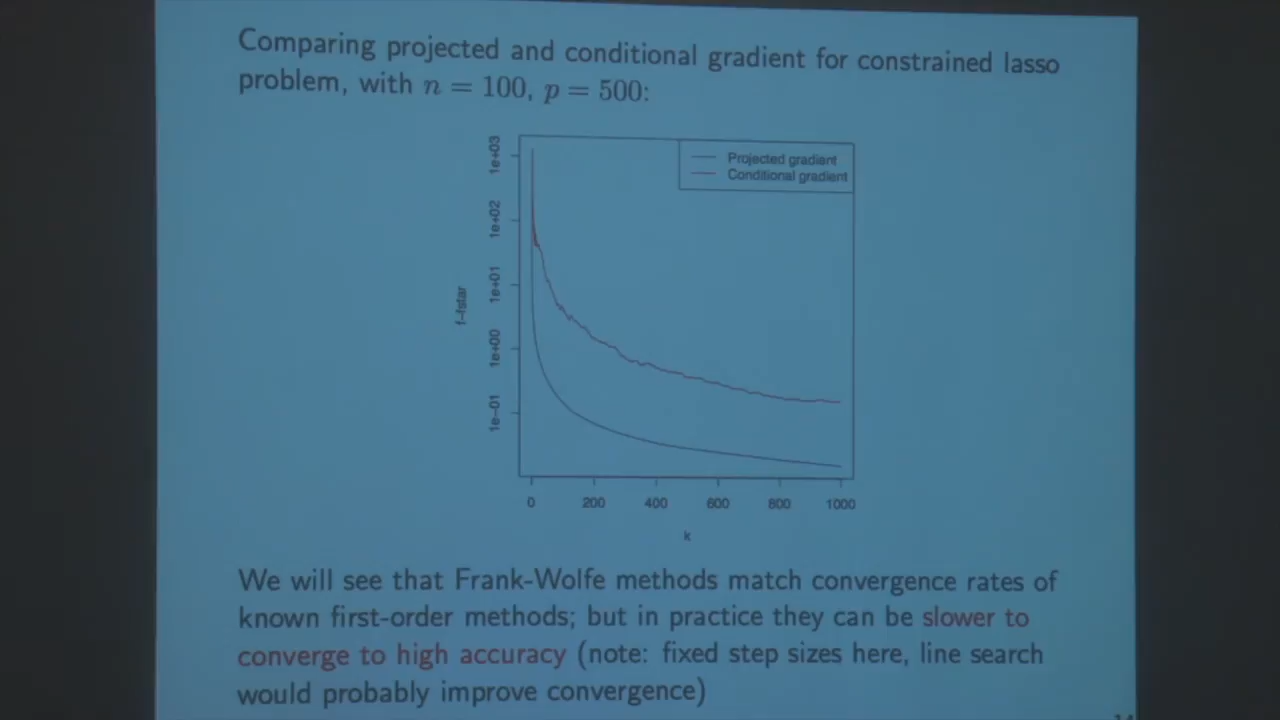 Comparing projected and conditional gradient for constrained lasso
problem, with n = 100, p = 500:
Projected gradient
Conditional gradient
1e+03
1e+02
1e+01
1e+00
1e−01
f−fstar
0 200 400 600 800 1000
k
We will see that Frank-Wolfe methods match convergence rates of
known first-order methods; but in practice they can be slower to
converge to high accuracy (note: fixed step sizes here, line search
would probably improve convergence)